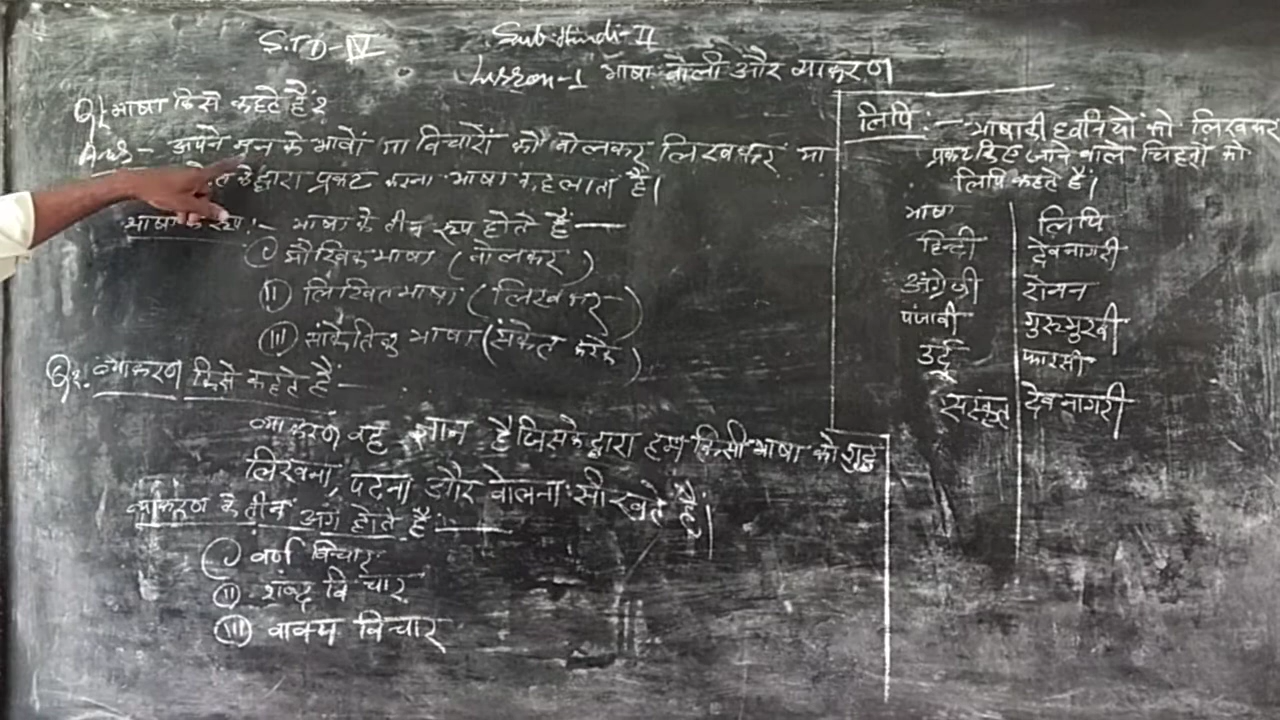 STD-IV
Sub-Hindi-II
Lesson-1 भाषा बोली और व्याकरण
Q1. भाषा किसे कहते हैं?
Ans - अपने मन के भावों या विचारों को बोलकर, लिखकर या
के द्वारा प्रकट करना भाषा कहलाता है।
भाषा के रूप :- भाषा के तीन रूप होते हैं —
(I) मौखिक भाषा (बोलकर)
(II) लिखित भाषा (लिखकर)
(III) सांकेतिक भाषा (संकेत करके)
Q2. व्याकरण किसे कहते हैं —
व्याकरण वह ज्ञान है जिसके द्वारा हम किसी भाषा को शुद्ध
लिखना, पढना और बोलना सीखते हैं।
व्याकरण के तीन अंग होते हैं :—
(I) वर्ण विचार
(II) शब्द विचार
(III) वाक्य विचार
लिपि :- भाषा की ध्वनियों को लिखकर
प्रकट किए जाने वाले चिह्नों को
लिपि कहते हैं।
भाषा लिपि
हिन्दी देवनागरी
अंग्रेजी रोमन
पंजाबी गुरुमुखी
उर्दू फारसी
संस्कृत देवनागरी